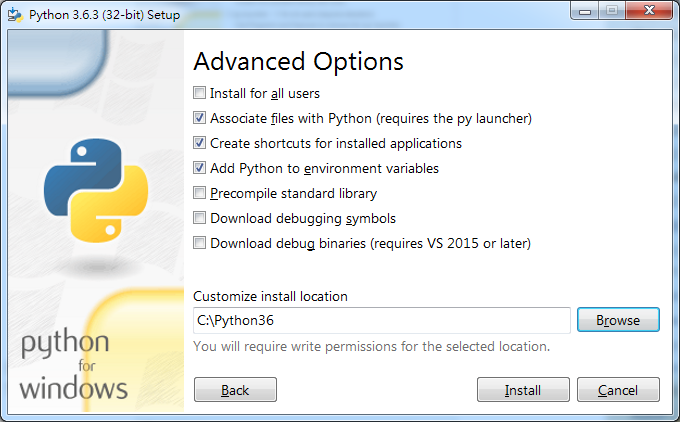 Python 3.6.3 (32-bit) Setup
Advanced Options
Install for all users
Associate files with Python (requires the py launcher)
Create shortcuts for installed applications
Add Python to environment variables
Precompile standard library
Download debugging symbols
Download debug binaries (requires VS 2015 or later)
Customize install location
C:\Python36
Browse
You will require write permissions for the selected location.
python
for
windows
Back
Install
Cancel